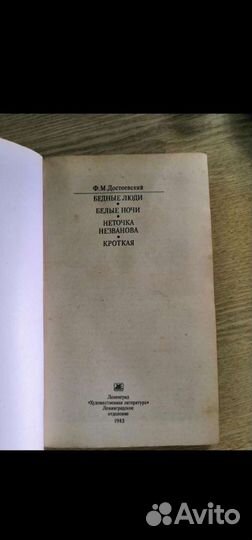 Ф.М.Достоевский
БЕДНЫЕ ЛЮДИ
БЕЛЫЕ НОЧИ
НЕТОЧКА
НЕЗВАНОВА
КРОТКАЯ
Ленинград
«Художественная литература»
Ленинградское
отделение
1983
Avito